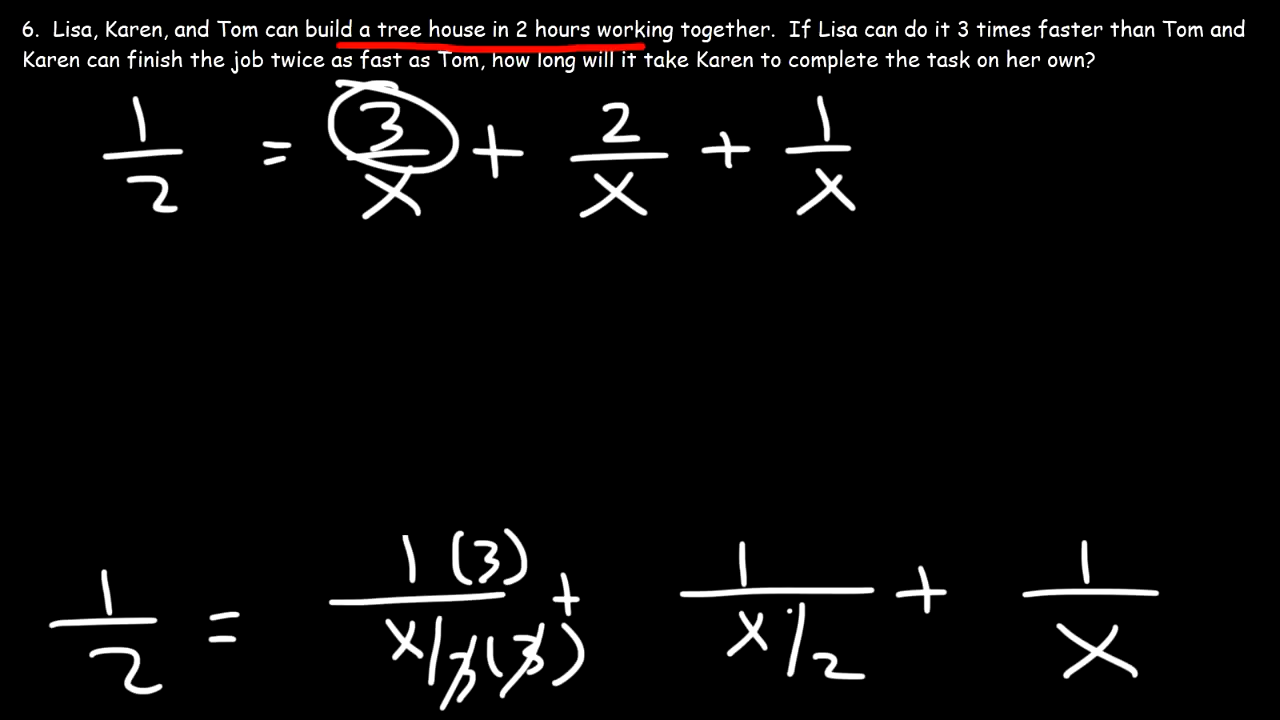 6. Lisa, Karen, and Tom can build a tree house in 2 hours working together. If Lisa can do it 3 times faster than Tom and
Karen can finish the job twice as fast as Tom, how long will it take Karen to complete the task on her own?
1/2 = 3/x + 2/x + 1/x
1/2 = 1(3)/x/3(3) + 1/x/2 + 1/x